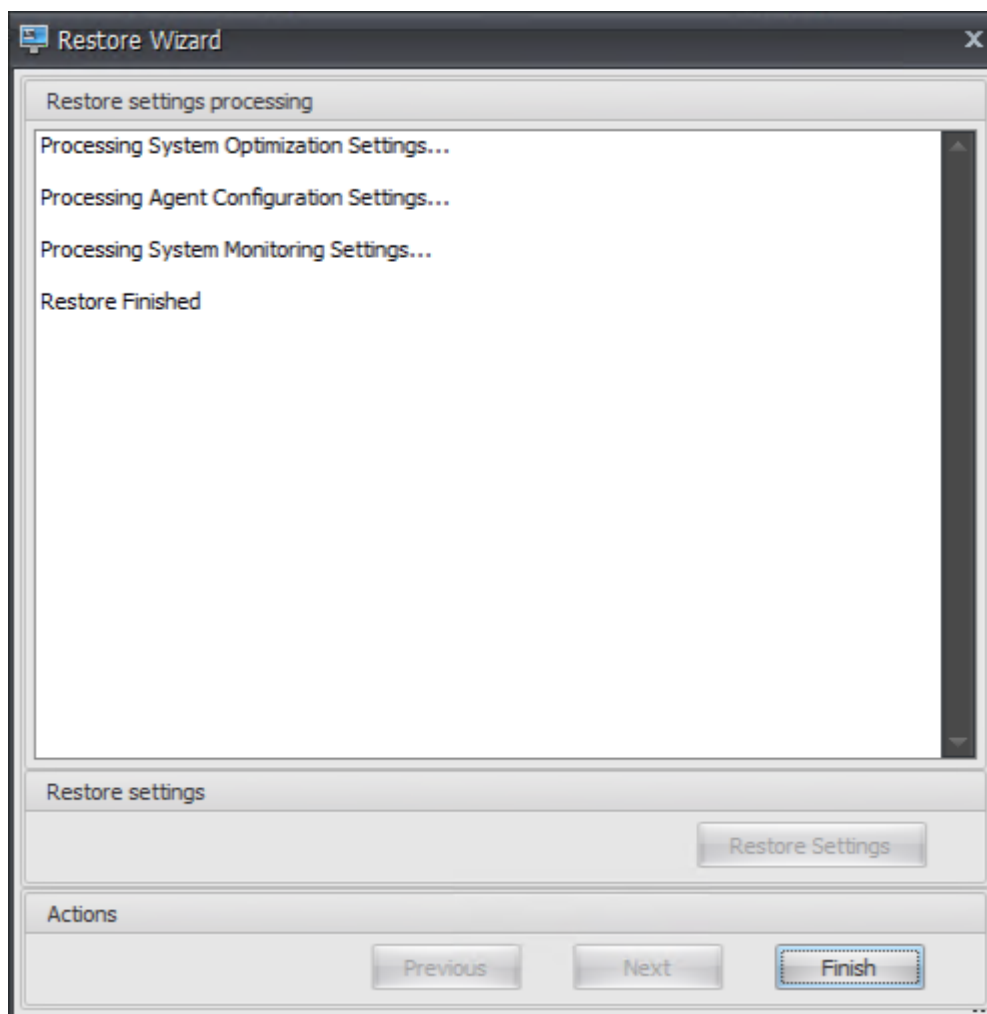 Restore Wizard
Restore settings processing
Processing System Optimization Settings...
Processing Agent Configuration Settings...
Processing System Monitoring Settings...
Restore Finished
Restore settings
Restore Settings
Actions
Previous Next Finish